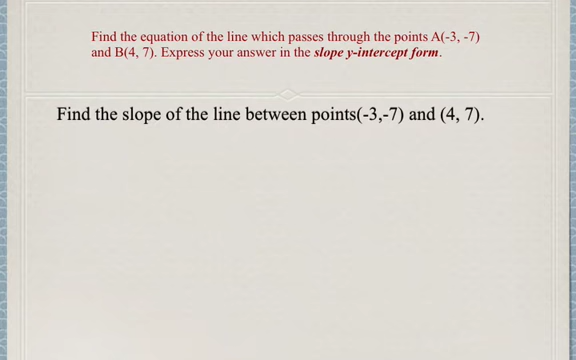 Find the equation of the line which passes through the points A(-3, -7)
and B(4, 7). Express your answer in the slope y-intercept form.
Find the slope of the line between points(-3,-7) and (4, 7).